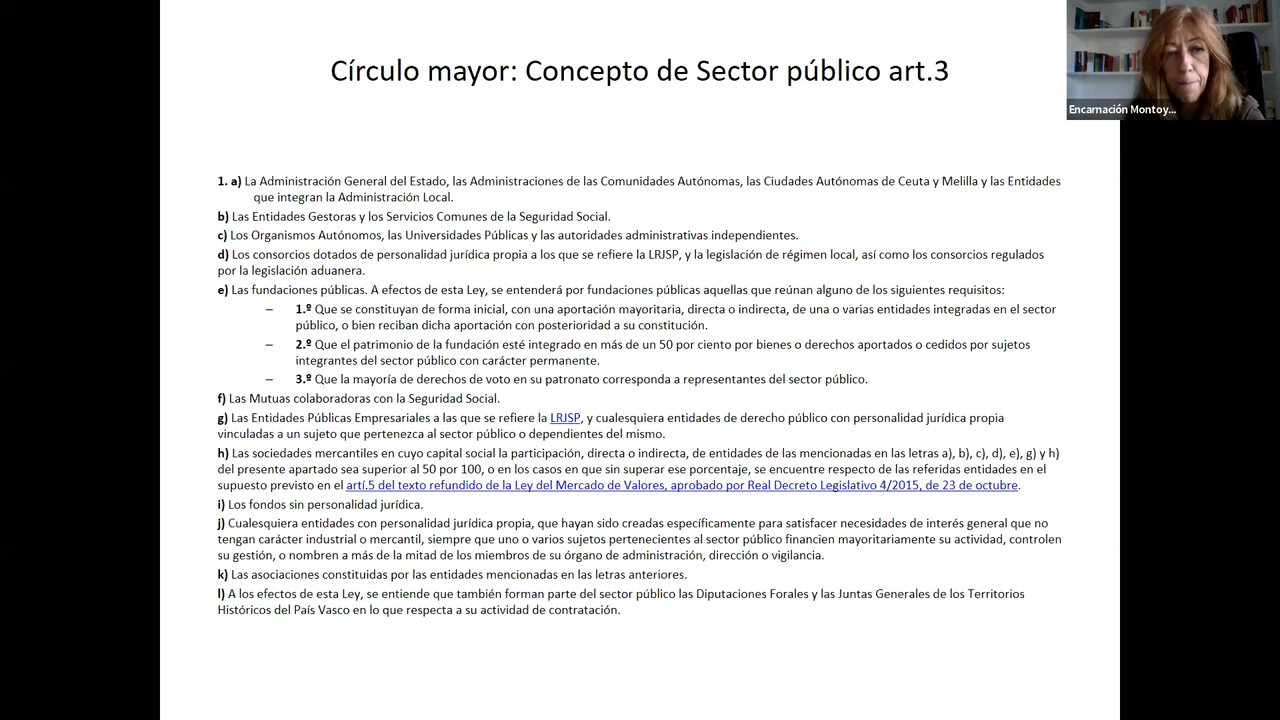 Círculo mayor: Concepto de Sector público art.3
Encarnación Montoy...
1. a) La Administración General del Estado, las Administraciones de las Comunidades Autónomas, las Ciudades Autónomas de Ceuta y Melilla y las Entidades
que integran la Administración Local.
b) Las Entidades Gestoras y los Servicios Comunes de la Seguridad Social.
c) Los Organismos Autónomos, las Universidades Públicas y las autoridades administrativas independientes.
d) Los consorcios dotados de personalidad jurídica propia a los que se refiere la LRJSP, y la legislación de régimen local, así como los consorcios regulados
por la legislación aduanera.
e) Las fundaciones públicas. A efectos de esta Ley, se entenderá por fundaciones públicas aquellas que reúnan alguno de los siguientes requisitos:
– 1.º Que se constituyan de forma inicial, con una aportación mayoritaria, directa o indirecta, de una o varias entidades integradas en el sector
público, o bien reciban dicha aportación con posterioridad a su constitución.
– 2.º Que el patrimonio de la fundación esté integrado en más de un 50 por ciento por bienes o derechos aportados o cedidos por sujetos
integrantes del sector público con carácter permanente.
– 3.º Que la mayoría de derechos de voto en su patronato corresponda a representantes del sector público.
f) Las Mutuas colaboradoras con la Seguridad Social.
g) Las Entidades Públicas Empresariales a las que se refiere la LRJSP, y cualesquiera entidades de derecho público con personalidad jurídica propia
vinculadas a un sujeto que pertenezca al sector público o dependientes del mismo.
h) Las sociedades mercantiles en cuyo capital social la participación, directa o indirecta, de entidades de las mencionadas en las letras a), b), c), d), e), g) y h)
del presente apartado sea superior al 50 por 100, o en los casos en que sin superar ese porcentaje, se encuentre respecto de las referidas entidades en el
supuesto previsto en el artí.5 del texto refundido de la Ley del Mercado de Valores, aprobado por Real Decreto Legislativo 4/2015, de 23 de octubre.
i) Los fondos sin personalidad jurídica.
j) Cualesquiera entidades con personalidad jurídica propia, que hayan sido creadas específicamente para satisfacer necesidades de interés general que no
tengan carácter industrial o mercantil, siempre que uno o varios sujetos pertenecientes al sector público financien mayoritariamente su actividad, controlen
su gestión, o nombren a más de la mitad de los miembros de su órgano de administración, dirección o vigilancia.
k) Las asociaciones constituidas por las entidades mencionadas en las letras anteriores.
l) A los efectos de esta Ley, se entiende que también forman parte del sector público las Diputaciones Forales y las Juntas Generales de los Territorios
Históricos del País Vasco en lo que respecta a su actividad de contratación.